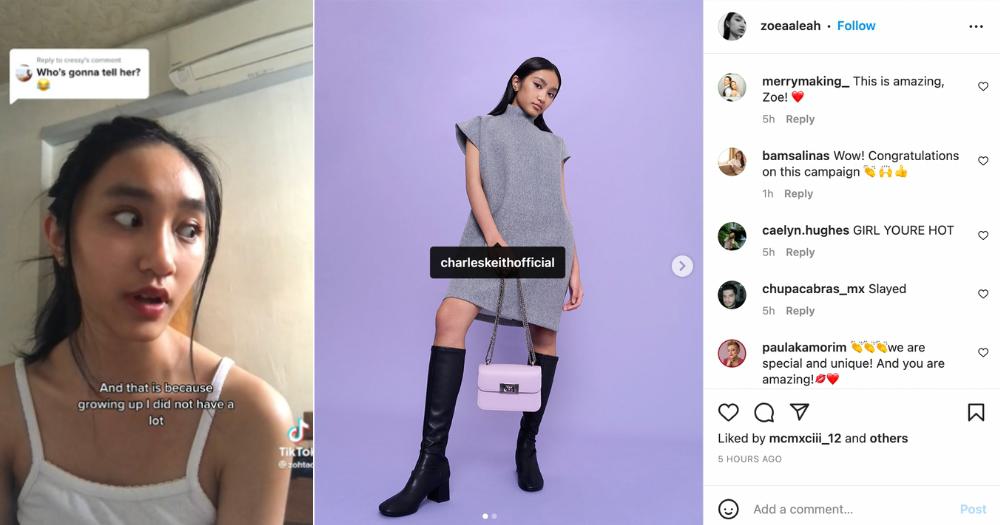 Reply to cressy's comment
Who's gonna tell her?
😂
And that is because
growing up I did not have a
lot
TikTok
charleskeithofficial
zoeaaleah • Follow
merrymaking_ This is amazing,
Zoe! ❤️
5h Reply
bamsalinas Wow! Congratulations
on this campaign 👏 🙌 👍
1h Reply
caelyn.hughes GIRL YOURE HOT
5h Reply
chupacabras_mx Slayed
5h Reply
paulakamorim 👏👏👏we are
special and unique! And you are
amazing!💋❤️
Liked by mcmxciii_12 and others
5 HOURS AGO
Add a comment...
Post